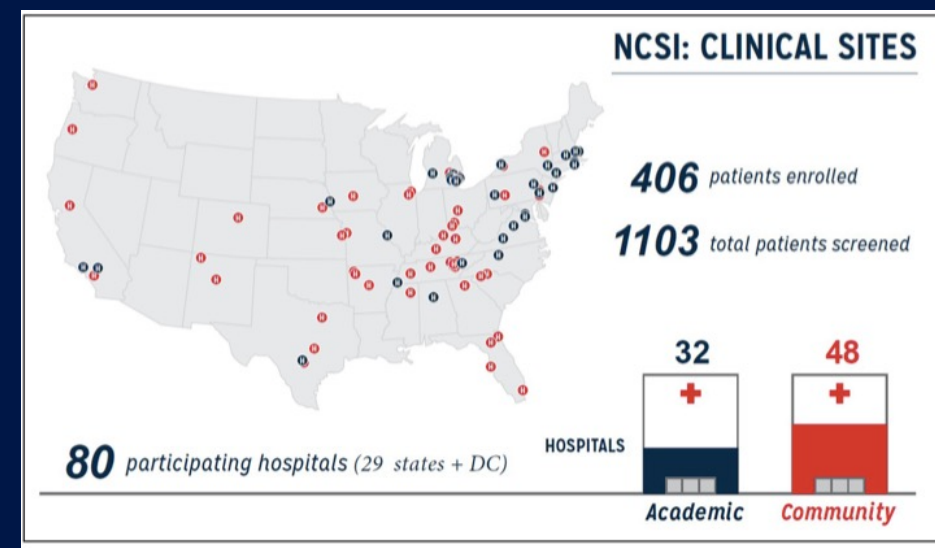 NCSI: CLINICAL SITES
406 patients enrolled
1103 total patients screened
32
48
HOSPITALS
80 participating hospitals (29 states + DC)
Academic
Community